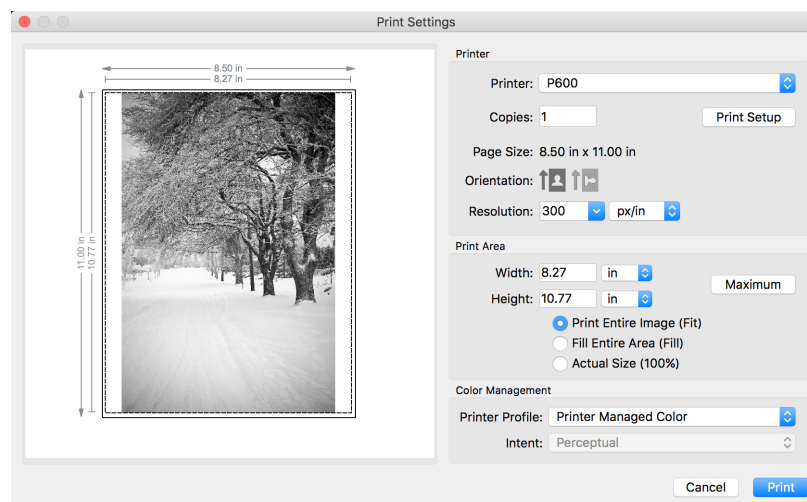 Print Settings
8.50 in
8.27 in
11.00 in
10.77 in
Printer
Printer: P600
Copies: 1 Print Setup
Page Size: 8.50 in x 11.00 in
Orientation:
Resolution: 300 px/in
Print Area
Width: 8.27 in
Maximum
Height: 10.77 in
Print Entire Image (Fit)
Fill Entire Area (Fill)
Actual Size (100%)
Color Management
Printer Profile: Printer Managed Color
Intent: Perceptual
Cancel Print